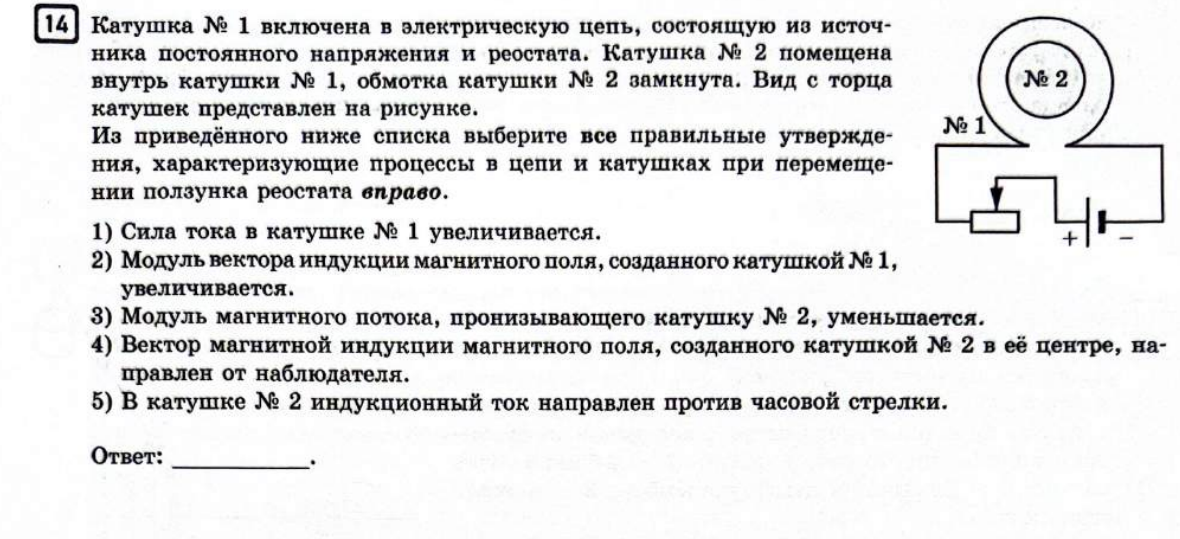 14 Катушка № 1 включена в электрическую цепь, состоящую из источ-
ника постоянного напряжения и реостата. Катушка № 2 помещена
внутрь катушки № 1, обмотка катушки № 2 замкнута. Вид с торца
катушек представлен на рисунке.
Из приведённого ниже списка выберите все правильные утвержде-
ния, характеризующие процессы в цепи и катушках при перемеще-
нии ползунка реостата вправо.
№ 2
№ 1
+ −
1) Сила тока в катушке № 1 увеличивается.
2) Модуль вектора индукции магнитного поля, созданного катушкой № 1,
увеличивается.
3) Модуль магнитного потока, пронизывающего катушку № 2, уменьшается.
4) Вектор магнитной индукции магнитного поля, созданного катушкой № 2 в её центре, на-
правлен от наблюдателя.
5) В катушке № 2 индукционный ток направлен против часовой стрелки.
Ответ: ____________.